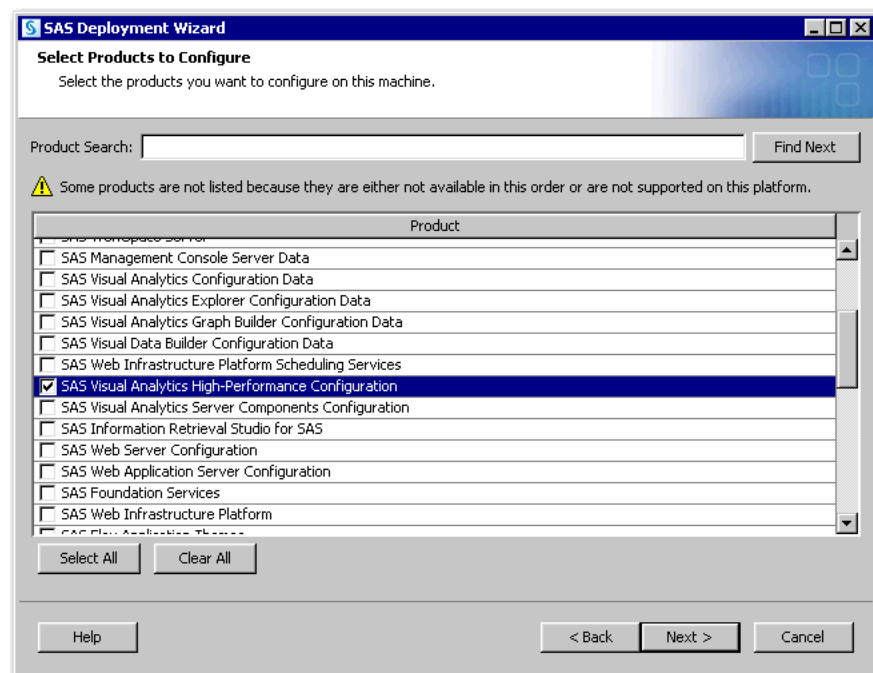 SAS Deployment Wizard
Select Products to Configure
Select the products you want to configure on this machine.
Product Search:
Find Next
Some products are not listed because they are either not available in this order or are not supported on this platform.
Product
SAS Management Console Server Data
SAS Visual Analytics Configuration Data
SAS Visual Analytics Explorer Configuration Data
SAS Visual Analytics Graph Builder Configuration Data
SAS Visual Data Builder Configuration Data
SAS Web Infrastructure Platform Scheduling Services
SAS Visual Analytics High-Performance Configuration
SAS Visual Analytics Server Components Configuration
SAS Information Retrieval Studio for SAS
SAS Web Server Configuration
SAS Web Application Server Configuration
SAS Foundation Services
SAS Web Infrastructure Platform
Select All Clear All
Help < Back Next > Cancel